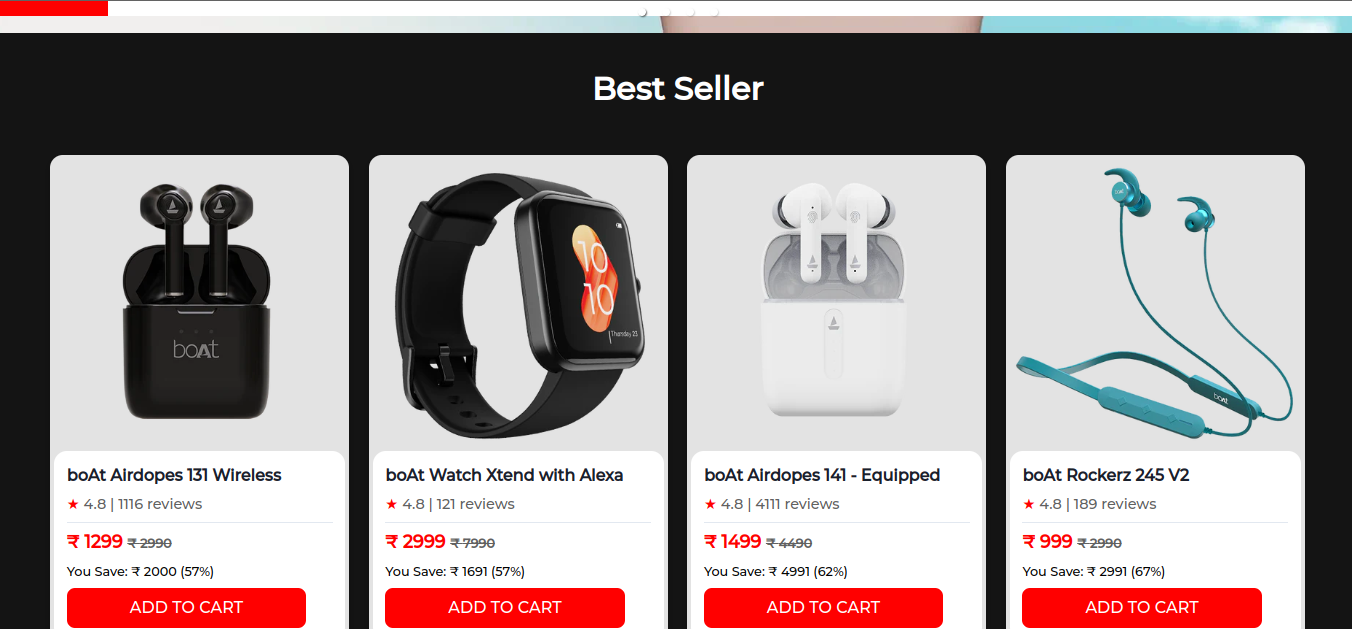 Best Seller
boAt
10
10
Thursday 23
boAt
boAt Airdopes 131 Wireless
★ 4.8 | 1116 reviews
₹ 1299 ₹ 2990
You Save: ₹ 2000 (57%)
ADD TO CART
boAt Watch Xtend with Alexa
★ 4.8 | 121 reviews
₹ 2999 ₹ 7990
You Save: ₹ 1691 (57%)
ADD TO CART
boAt Airdopes 141 - Equipped
★ 4.8 | 4111 reviews
₹ 1499 ₹ 4490
You Save: ₹ 4991 (62%)
ADD TO CART
boAt Rockerz 245 V2
★ 4.8 | 189 reviews
₹ 999 ₹ 2990
You Save: ₹ 2991 (67%)
ADD TO CART